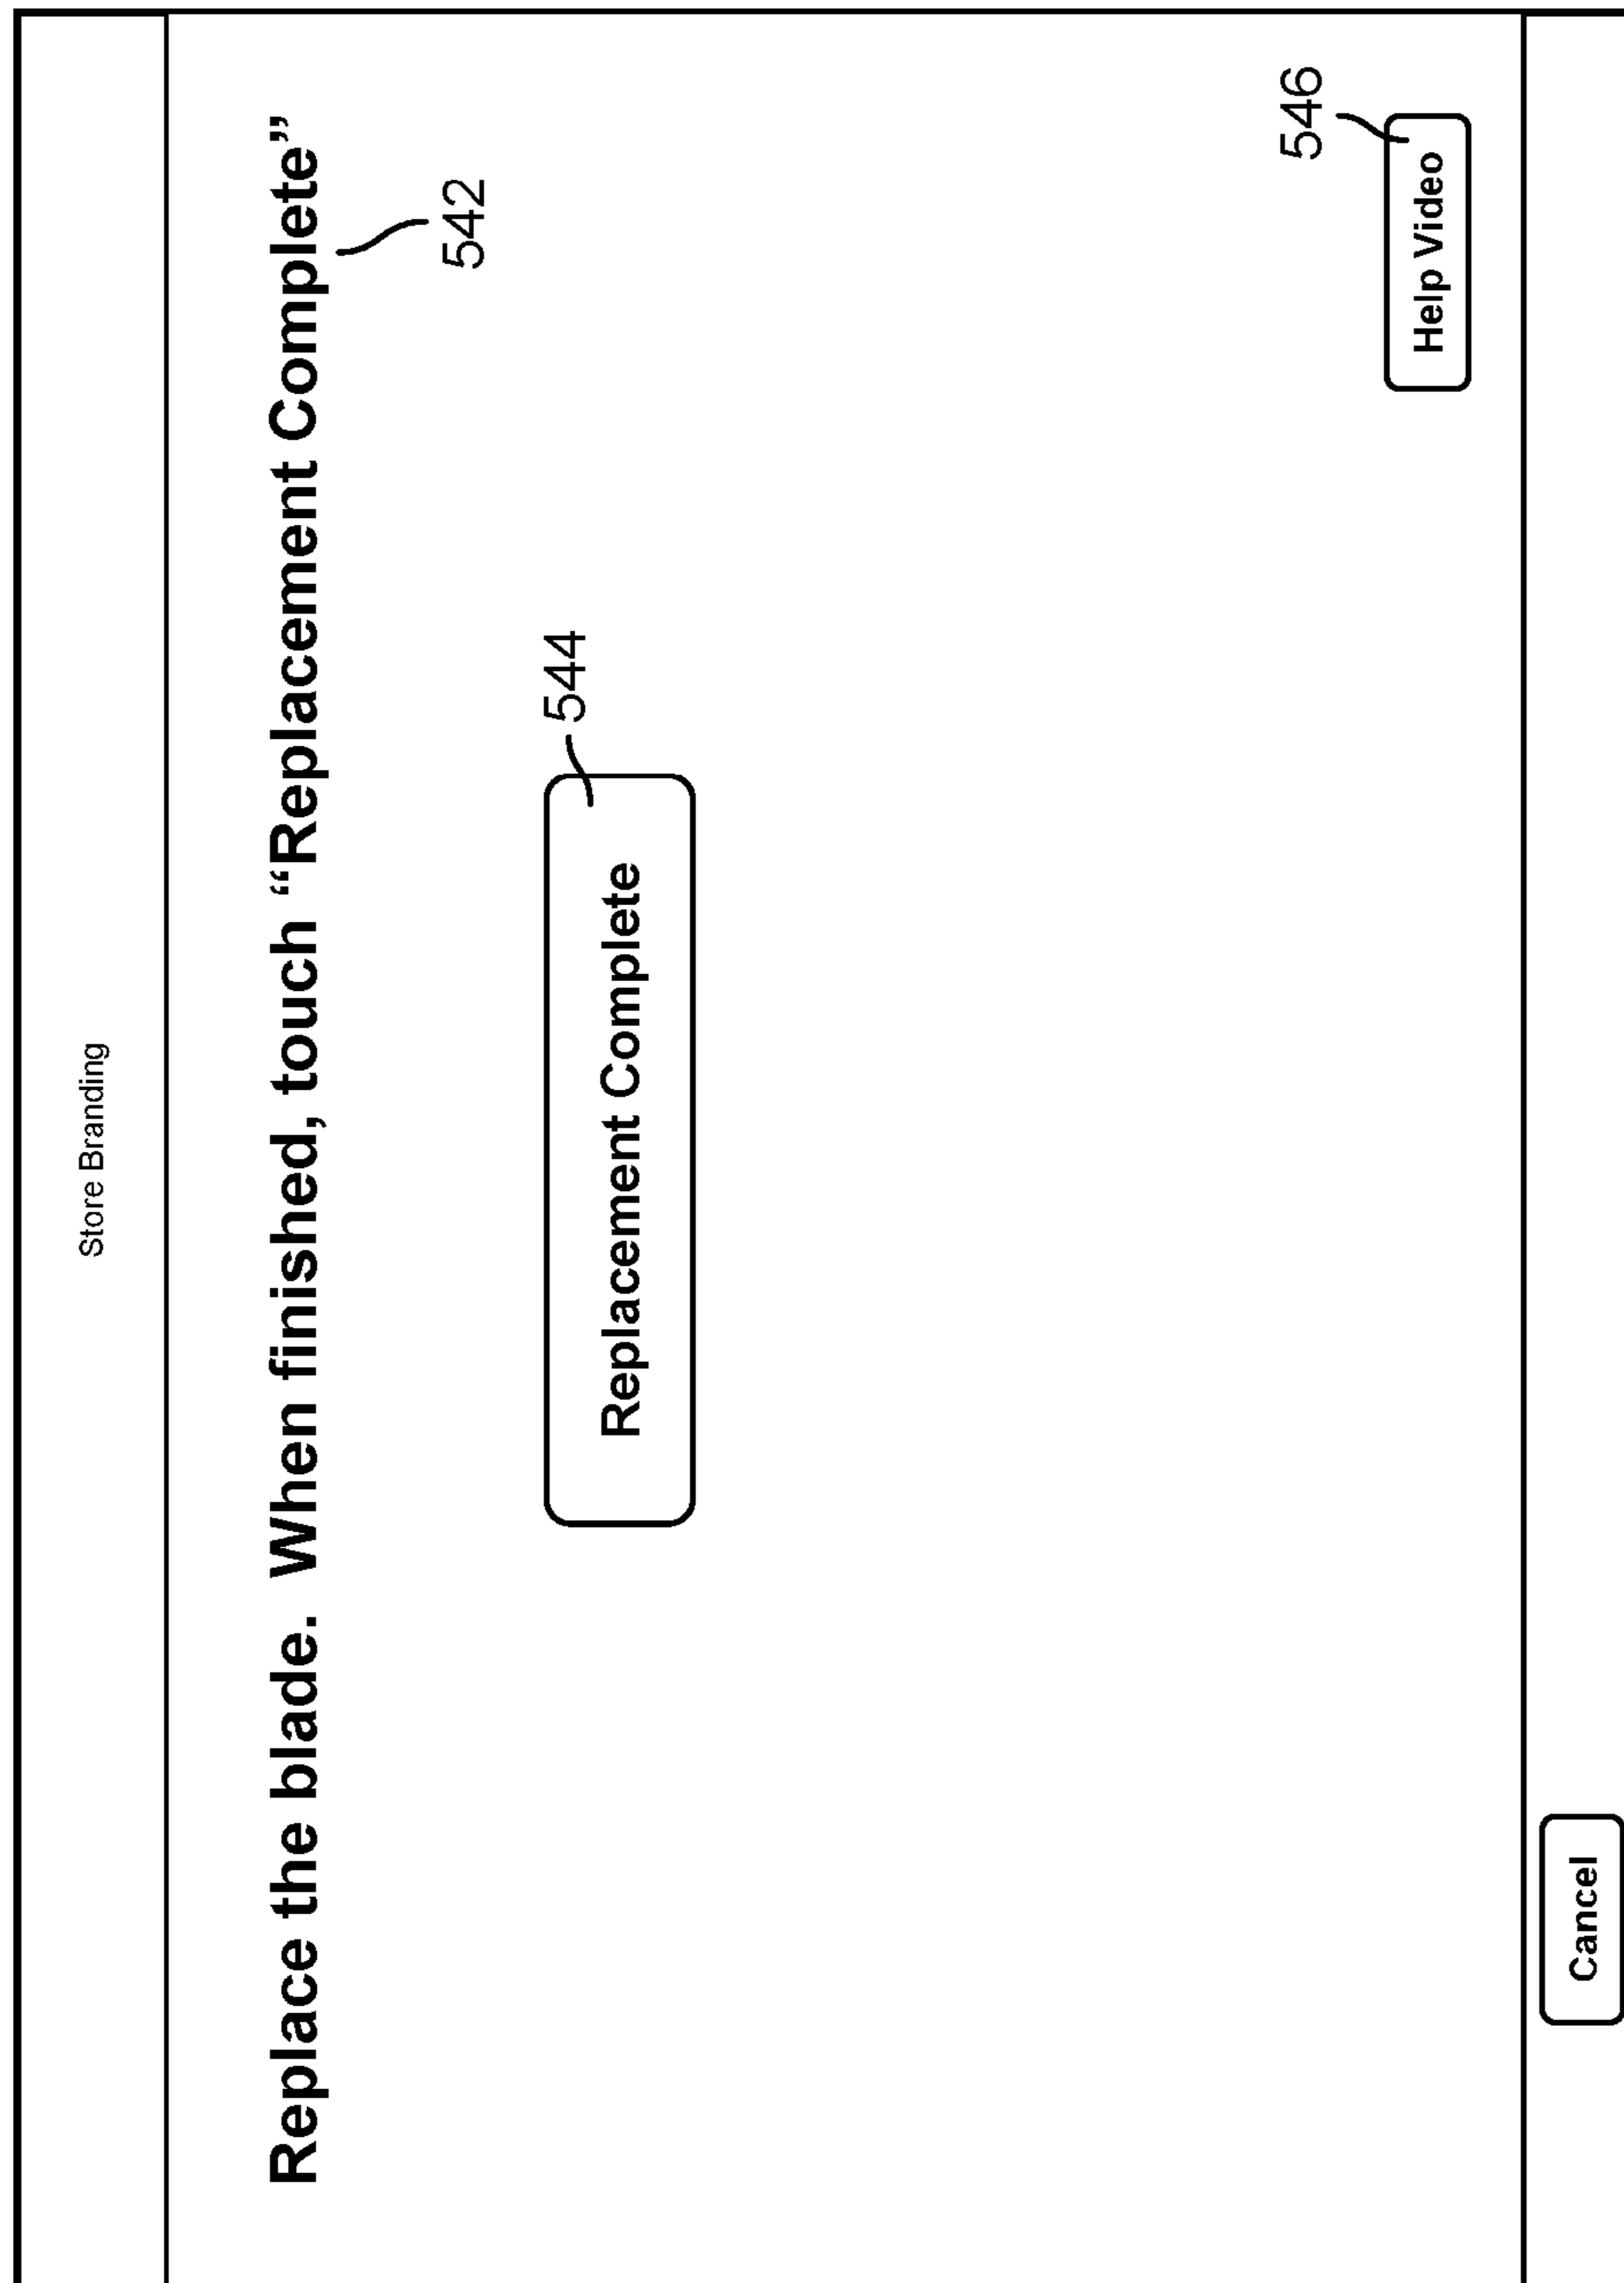 Store Branding
Replace the blade. When finished, touch “Replacement Complete”
542
544
Replacement Complete
546
Help Video
Cancel